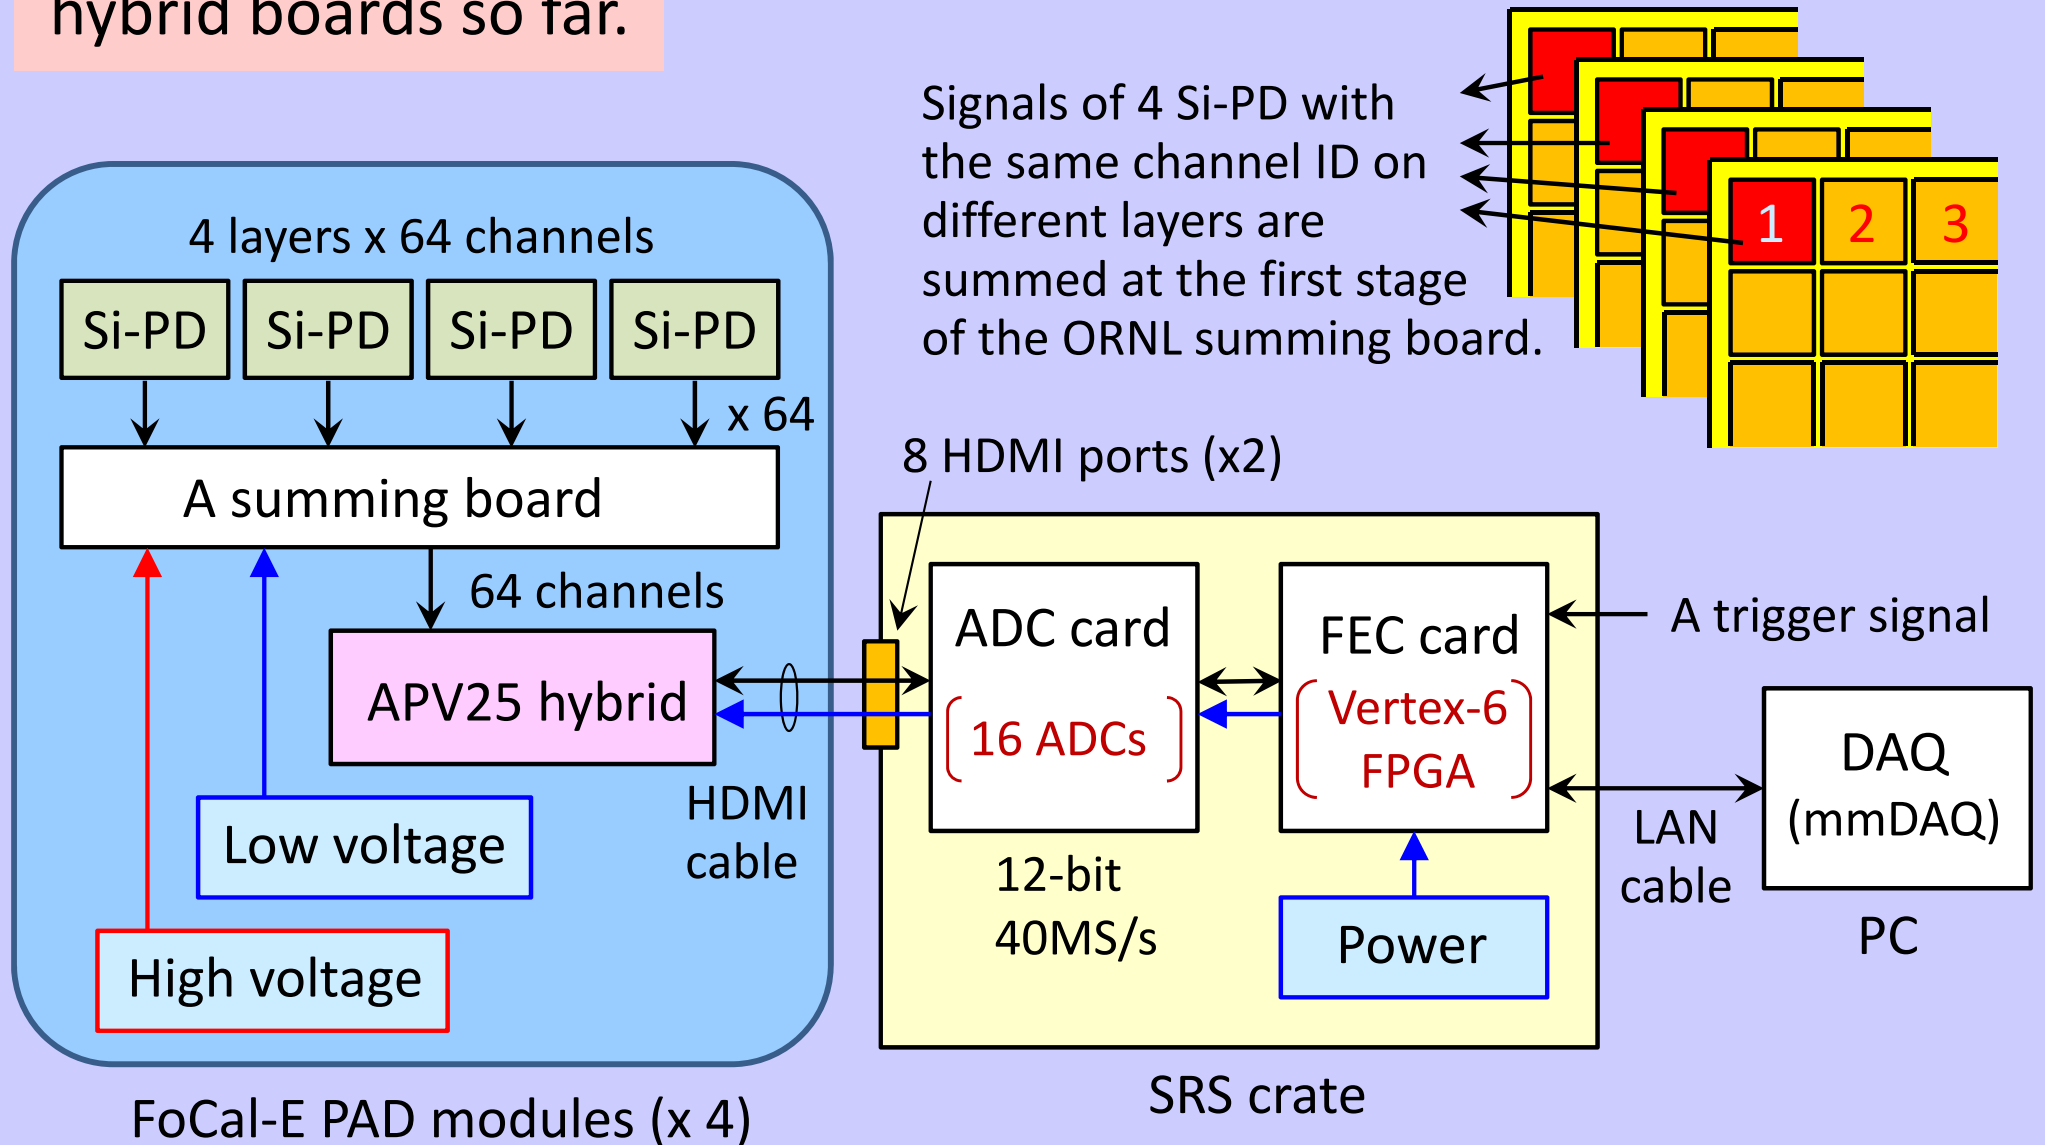 hybrid boards so far.
Signals of 4 Si-PD with
the same channel ID on
different layers are
summed at the first stage
of the ORNL summing board.
1 2 3
4 layers x 64 channels
Si-PD Si-PD Si-PD Si-PD
x 64
A summing board
64 channels
APV25 hybrid
Low voltage
High voltage
HDMI
cable
FoCal-E PAD modules (x 4)
8 HDMI ports (x2)
ADC card
16 ADCs
12-bit
40MS/s
FEC card
Vertex-6
FPGA
Power
SRS crate
A trigger signal
LAN
cable
DAQ
(mmDAQ)
PC